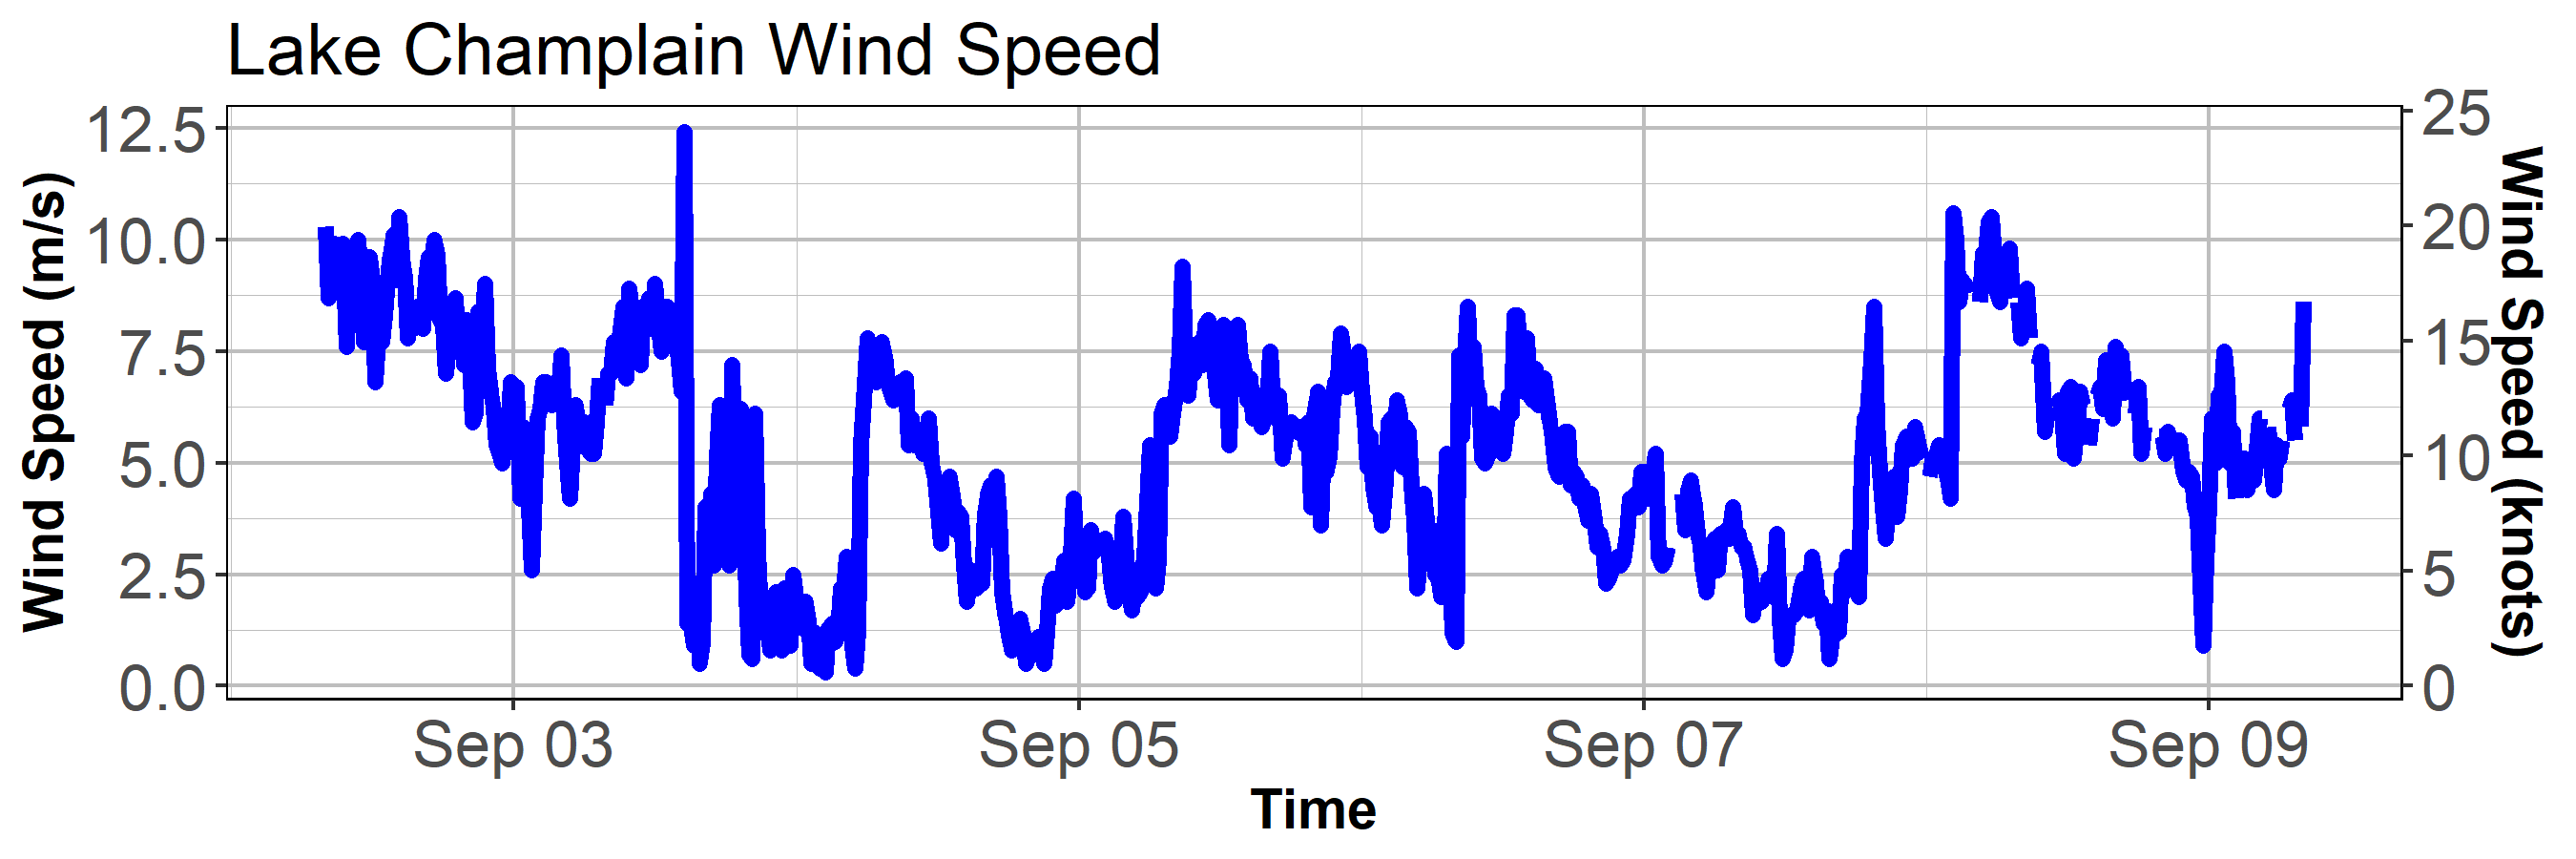 Lake Champlain Wind Speed
Wind Speed (m/s)
12.5
10.0
7.5
5.0
2.5
0.0
25
20
15
10
5
0
Wind Speed (knots)
Sep 03 Sep 05 Sep 07 Sep 09
Time